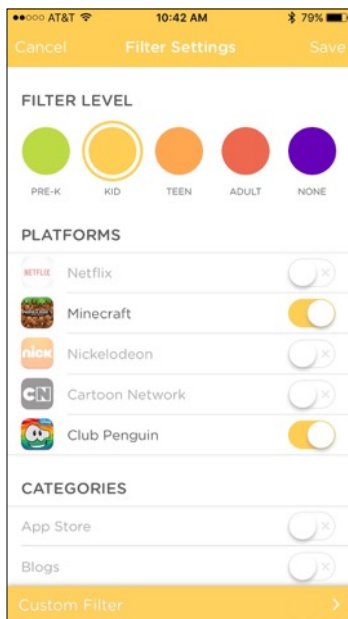 AT&T 10:42 AM 79%
Cancel Filter Settings Save
FILTER LEVEL
PRE-K KID TEEN ADULT NONE
PLATFORMS
NETFLIX Netflix
Minecraft
nick Nickelodeon
CN Cartoon Network
Club Penguin
CATEGORIES
App Store
Blogs
Custom Filter